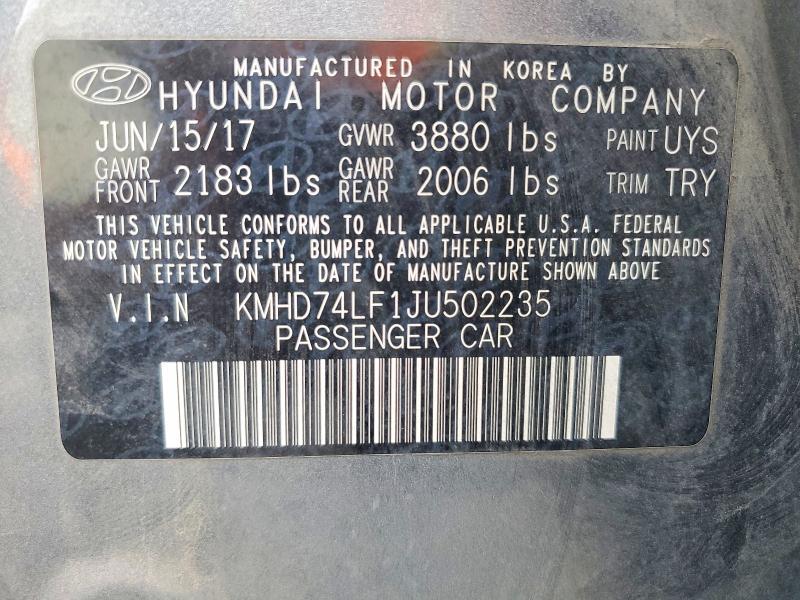 MANUFACTURED IN KOREA BY
HYUNDAI MOTOR COMPANY
JUN/15/17 GVWR 3880 lbs PAINT UYS
GAWR FRONT 2183 lbs GAWR REAR 2006 lbs TRIM TRY
THIS VEHICLE CONFORMS TO ALL APPLICABLE U.S.A. FEDERAL
MOTOR VEHICLE SAFETY, BUMPER, AND THEFT PREVENTION STANDARDS
IN EFFECT ON THE DATE OF MANUFACTURE SHOWN ABOVE
V.I.N KMHD74LF1JU502235
PASSENGER CAR